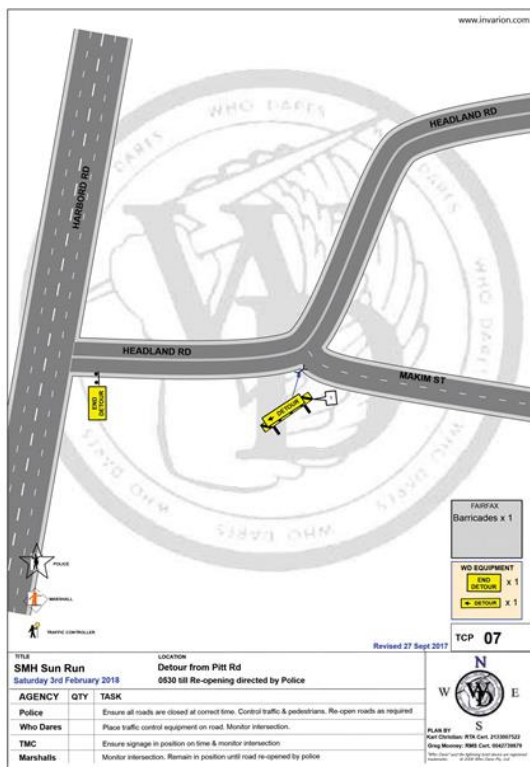 www.invarion.com
WHO DARES
HEADLAND RD
HARBORD RD
HEADLAND RD
MAKIM ST
END
DETOUR
DETOUR
1
FAIRFAX
Barricades x 1
WD EQUIPMENT
END
DETOUR
x 1
DETOUR
x 1
POLICE
MARSHALL
TRAFFIC CONTROLLER
Revised 27 Sept 2017
TCP 07
TITLE
SMH Sun Run
Saturday 3rd February 2018
LOCATION
Detour from Pitt Rd
0530 till Re-opening directed by Police
AGENCY QTY TASK
Police Ensure all roads are closed at correct time. Control traffic & pedestrians. Re-open roads as required
Who Dares Place traffic control equipment on road. Monitor intersection.
TMC Ensure signage in position on time & monitor intersection
Marshalls Monitor intersection. Remain in position until road re-opened by police
N
W
E
S
WD
PLAN BY